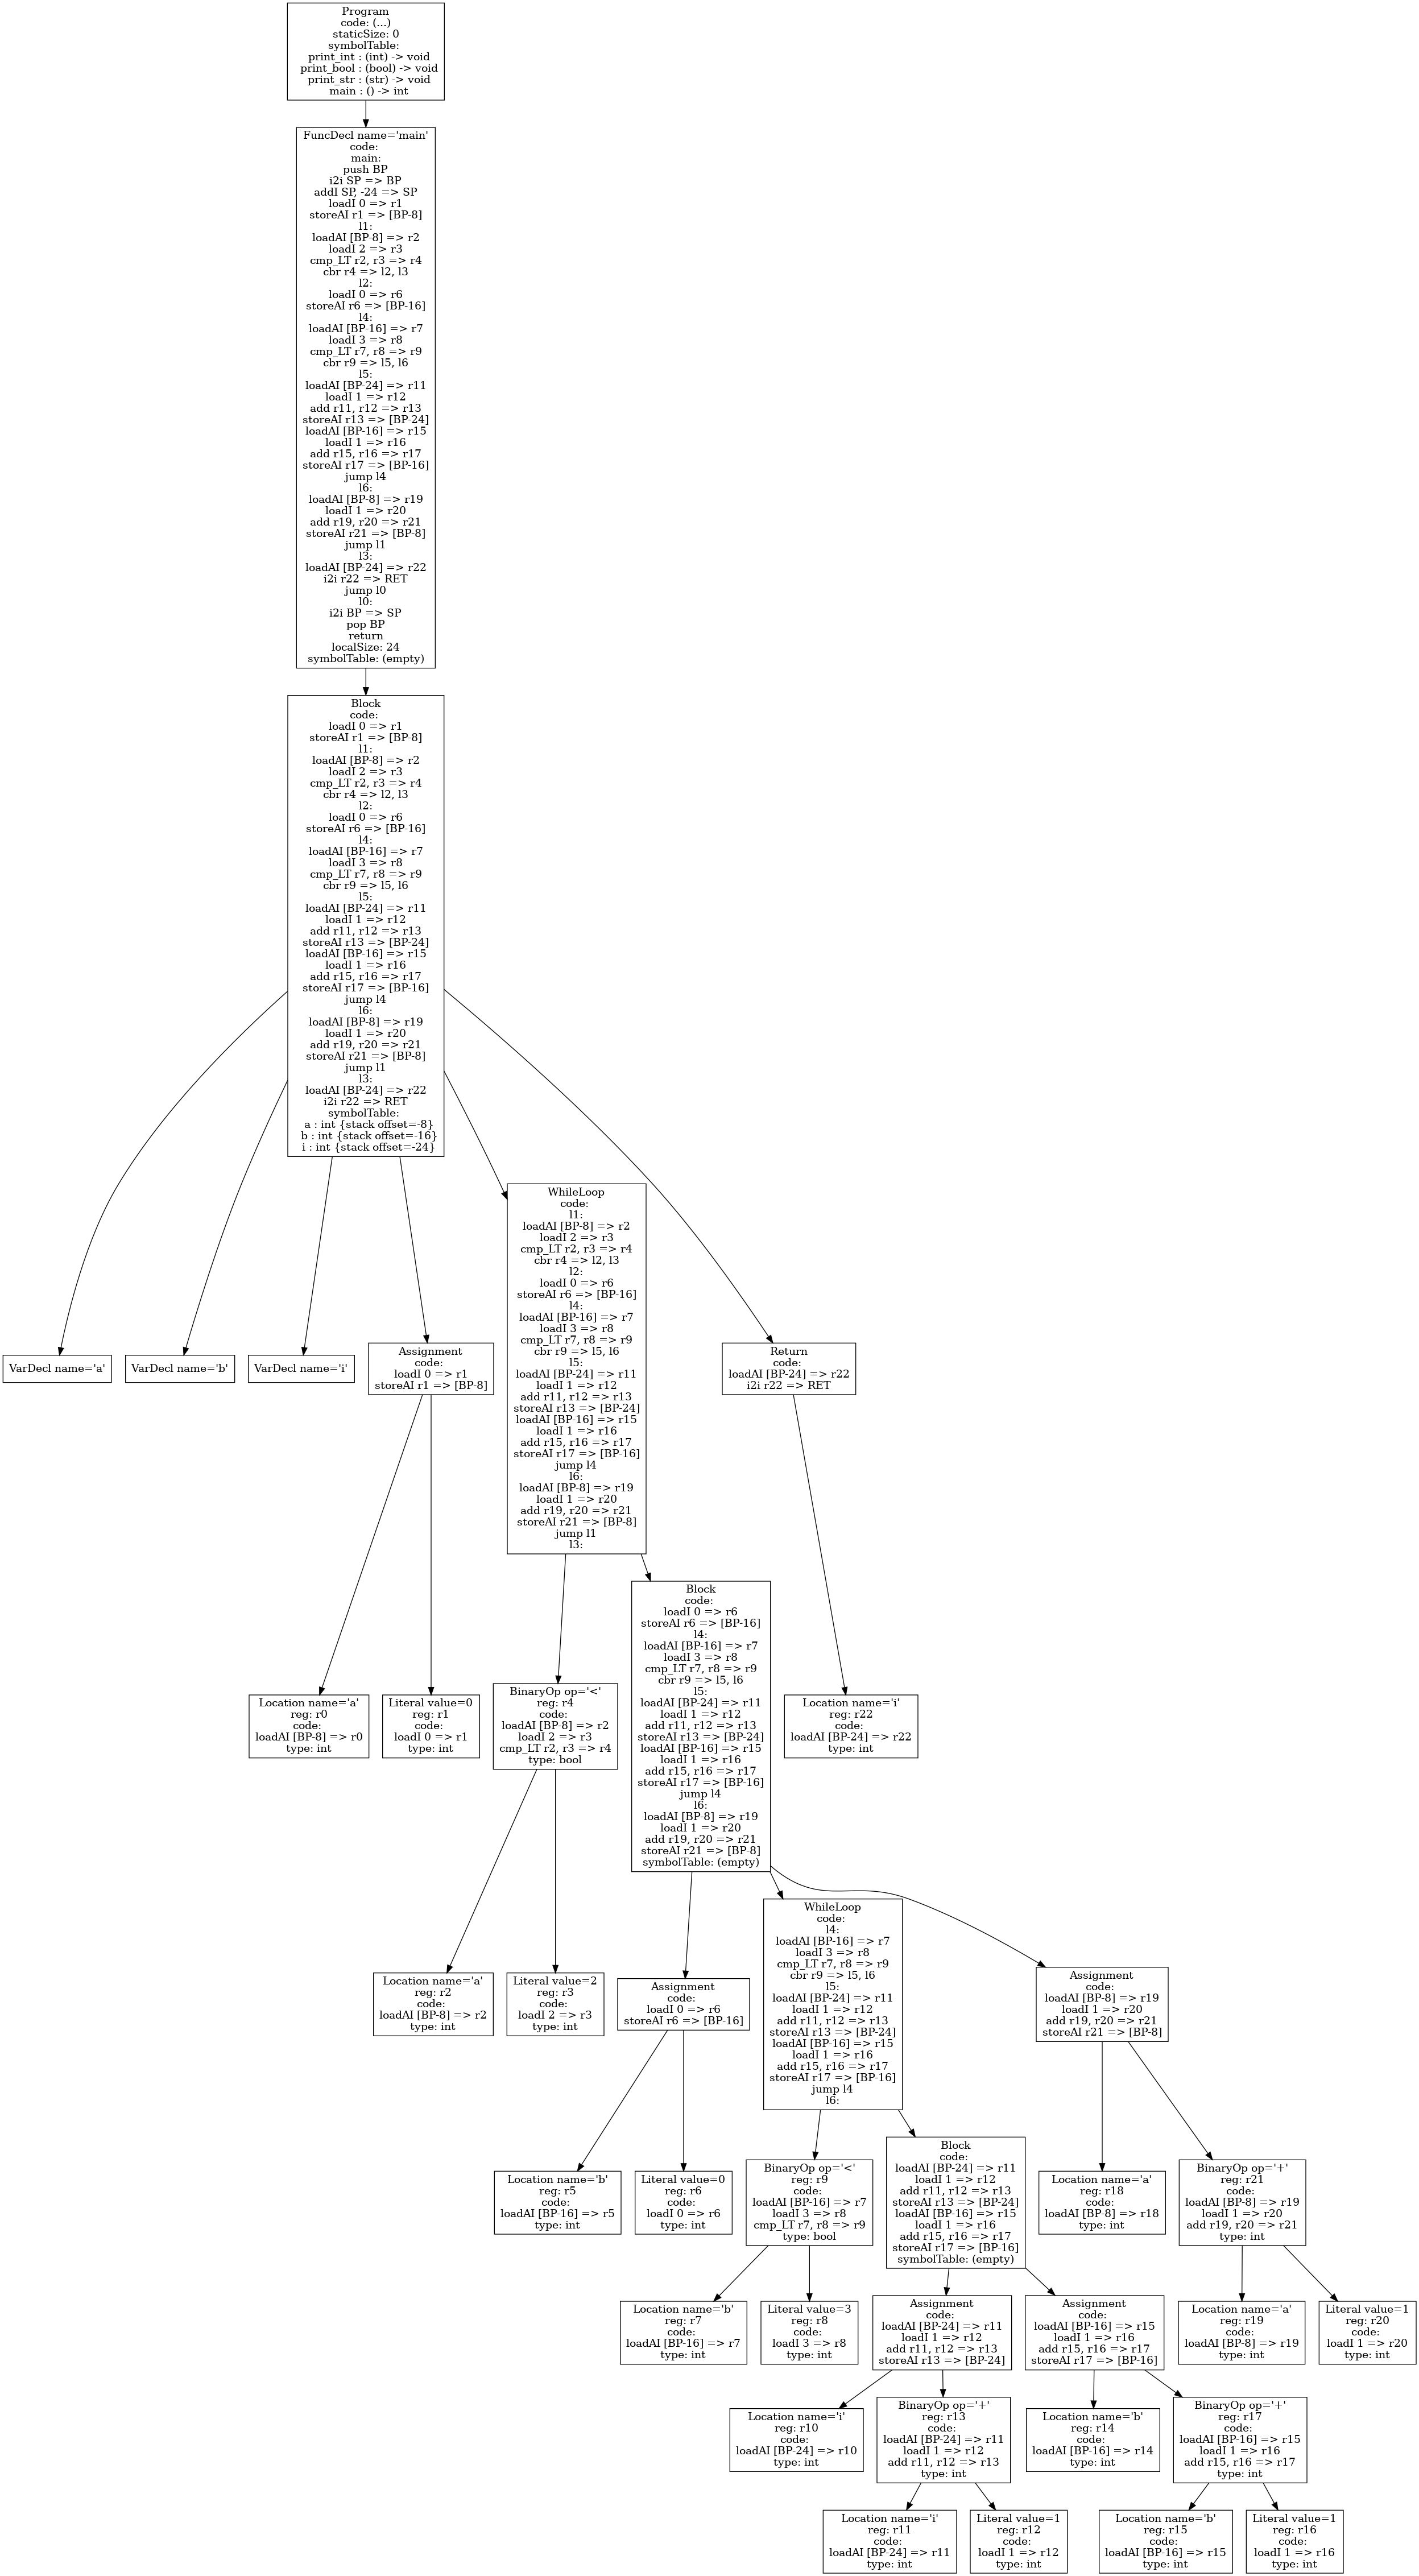 Program
code: (...)
staticSize: 0
symbolTable:
print_int : (int) -> void
print_bool : (bool) -> void
print_str : (str) -> void
main : () -> int
FuncDecl name='main'
code:
main:
push BP
i2i SP => BP
addI SP, -24 => SP
loadI 0 => r1
storeAI r1 => [BP-8]
l1:
loadAI [BP-8] => r2
loadI 2 => r3
cmp_LT r2, r3 => r4
cbr r4 => l2, l3
l2:
loadI 0 => r6
storeAI r6 => [BP-16]
l4:
loadAI [BP-16] => r7
loadI 3 => r8
cmp_LT r7, r8 => r9
cbr r9 => l5, l6
l5:
loadAI [BP-24] => r11
loadI 1 => r12
add r11, r12 => r13
storeAI r13 => [BP-24]
loadAI [BP-16] => r15
loadI 1 => r16
add r15, r16 => r17
storeAI r17 => [BP-16]
jump l4
l6:
loadAI [BP-8] => r19
loadI 1 => r20
add r19, r20 => r21
storeAI r21 => [BP-8]
jump l1
l3:
loadAI [BP-24] => r22
i2i r22 => RET
jump l0
l0:
i2i BP => SP
pop BP
return
localSize: 24
symbolTable: (empty)
Block
code:
loadI 0 => r1
storeAI r1 => [BP-8]
l1:
loadAI [BP-8] => r2
loadI 2 => r3
cmp_LT r2, r3 => r4
cbr r4 => l2, l3
l2:
loadI 0 => r6
storeAI r6 => [BP-16]
l4:
loadAI [BP-16] => r7
loadI 3 => r8
cmp_LT r7, r8 => r9
cbr r9 => l5, l6
l5:
loadAI [BP-24] => r11
loadI 1 => r12
add r11, r12 => r13
storeAI r13 => [BP-24]
loadAI [BP-16] => r15
loadI 1 => r16
add r15, r16 => r17
storeAI r17 => [BP-16]
jump l4
l6:
loadAI [BP-8] => r19
loadI 1 => r20
add r19, r20 => r21
storeAI r21 => [BP-8]
jump l1
l3:
loadAI [BP-24] => r22
i2i r22 => RET
symbolTable:
a : int {stack offset=-8}
b : int {stack offset=-16}
i : int {stack offset=-24}
VarDecl name='a'
VarDecl name='b'
VarDecl name='i'
Assignment
code:
loadI 0 => r1
storeAI r1 => [BP-8]
WhileLoop
code:
l1:
loadAI [BP-8] => r2
loadI 2 => r3
cmp_LT r2, r3 => r4
cbr r4 => l2, l3
l2:
loadI 0 => r6
storeAI r6 => [BP-16]
l4:
loadAI [BP-16] => r7
loadI 3 => r8
cmp_LT r7, r8 => r9
cbr r9 => l5, l6
l5:
loadAI [BP-24] => r11
loadI 1 => r12
add r11, r12 => r13
storeAI r13 => [BP-24]
loadAI [BP-16] => r15
loadI 1 => r16
add r15, r16 => r17
storeAI r17 => [BP-16]
jump l4
l6:
loadAI [BP-8] => r19
loadI 1 => r20
add r19, r20 => r21
storeAI r21 => [BP-8]
jump l1
l3:
Return
code:
loadAI [BP-24] => r22
i2i r22 => RET
Location name='a'
reg: r0
code:
loadAI [BP-8] => r0
type: int
Literal value=0
reg: r1
code:
loadI 0 => r1
type: int
BinaryOp op='<'
reg: r4
code:
loadAI [BP-8] => r2
loadI 2 => r3
cmp_LT r2, r3 => r4
type: bool
Block
code:
loadI 0 => r6
storeAI r6 => [BP-16]
l4:
loadAI [BP-16] => r7
loadI 3 => r8
cmp_LT r7, r8 => r9
cbr r9 => l5, l6
l5:
loadAI [BP-24] => r11
loadI 1 => r12
add r11, r12 => r13
storeAI r13 => [BP-24]
loadAI [BP-16] => r15
loadI 1 => r16
add r15, r16 => r17
storeAI r17 => [BP-16]
jump l4
l6:
loadAI [BP-8] => r19
loadI 1 => r20
add r19, r20 => r21
storeAI r21 => [BP-8]
symbolTable: (empty)
Location name='i'
reg: r22
code:
loadAI [BP-24] => r22
type: int
Location name='a'
reg: r2
code:
loadAI [BP-8] => r2
type: int
Literal value=2
reg: r3
code:
loadI 2 => r3
type: int
Assignment
code:
loadI 0 => r6
storeAI r6 => [BP-16]
WhileLoop
code:
l4:
loadAI [BP-16] => r7
loadI 3 => r8
cmp_LT r7, r8 => r9
cbr r9 => l5, l6
l5:
loadAI [BP-24] => r11
loadI 1 => r12
add r11, r12 => r13
storeAI r13 => [BP-24]
loadAI [BP-16] => r15
loadI 1 => r16
add r15, r16 => r17
storeAI r17 => [BP-16]
jump l4
l6:
Assignment
code:
loadAI [BP-8] => r19
loadI 1 => r20
add r19, r20 => r21
storeAI r21 => [BP-8]
Location name='b'
reg: r5
code:
loadAI [BP-16] => r5
type: int
Literal value=0
reg: r6
code:
loadI 0 => r6
type: int
BinaryOp op='<'
reg: r9
code:
loadAI [BP-16] => r7
loadI 3 => r8
cmp_LT r7, r8 => r9
type: bool
Block
code:
loadAI [BP-24] => r11
loadI 1 => r12
add r11, r12 => r13
storeAI r13 => [BP-24]
loadAI [BP-16] => r15
loadI 1 => r16
add r15, r16 => r17
storeAI r17 => [BP-16]
symbolTable: (empty)
Location name='a'
reg: r18
code:
loadAI [BP-8] => r18
type: int
BinaryOp op='+'
reg: r21
code:
loadAI [BP-8] => r19
loadI 1 => r20
add r19, r20 => r21
type: int
Location name='b'
reg: r7
code:
loadAI [BP-16] => r7
type: int
Literal value=3
reg: r8
code:
loadI 3 => r8
type: int
Assignment
code:
loadAI [BP-24] => r11
loadI 1 => r12
add r11, r12 => r13
storeAI r13 => [BP-24]
Assignment
code:
loadAI [BP-16] => r15
loadI 1 => r16
add r15, r16 => r17
storeAI r17 => [BP-16]
Location name='a'
reg: r19
code:
loadAI [BP-8] => r19
type: int
Literal value=1
reg: r20
code:
loadI 1 => r20
type: int
Location name='i'
reg: r10
code:
loadAI [BP-24] => r10
type: int
BinaryOp op='+'
reg: r13
code:
loadAI [BP-24] => r11
loadI 1 => r12
add r11, r12 => r13
type: int
Location name='b'
reg: r14
code:
loadAI [BP-16] => r14
type: int
BinaryOp op='+'
reg: r17
code:
loadAI [BP-16] => r15
loadI 1 => r16
add r15, r16 => r17
type: int
Location name='i'
reg: r11
code:
loadAI [BP-24] => r11
type: int
Literal value=1
reg: r12
code:
loadI 1 => r12
type: int
Location name='b'
reg: r15
code:
loadAI [BP-16] => r15
type: int
Literal value=1
reg: r16
code:
loadI 1 => r16
type: int